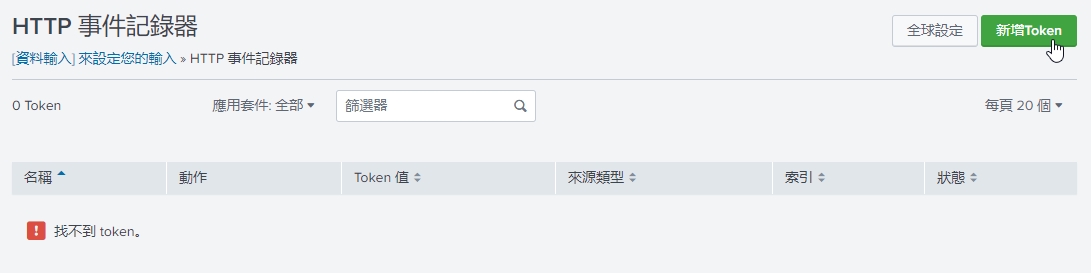 HTTP 事件記錄器
全球設定 新增Token
[資料輸入] 來設定您的輸入 » HTTP 事件記錄器
0 Token 應用套件: 全部 篩選器 每頁 20 個
名稱 動作 Token 值 來源類型 索引 狀態
找不到 token。